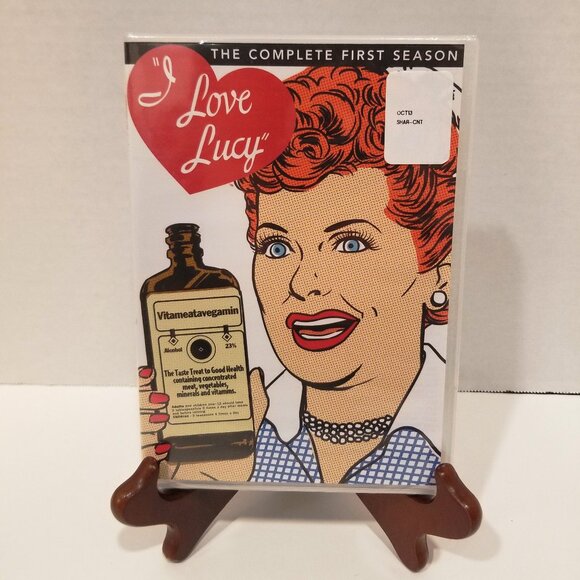 THE COMPLETE FIRST SEASON
"I
Love
Lucy"
OCT13
SHAR-CNT
Vitameatavegamin
Alcohol 23%
The Taste Treat to Good Health
containing concentrated
meat, vegetables,
minerals and vitamins.